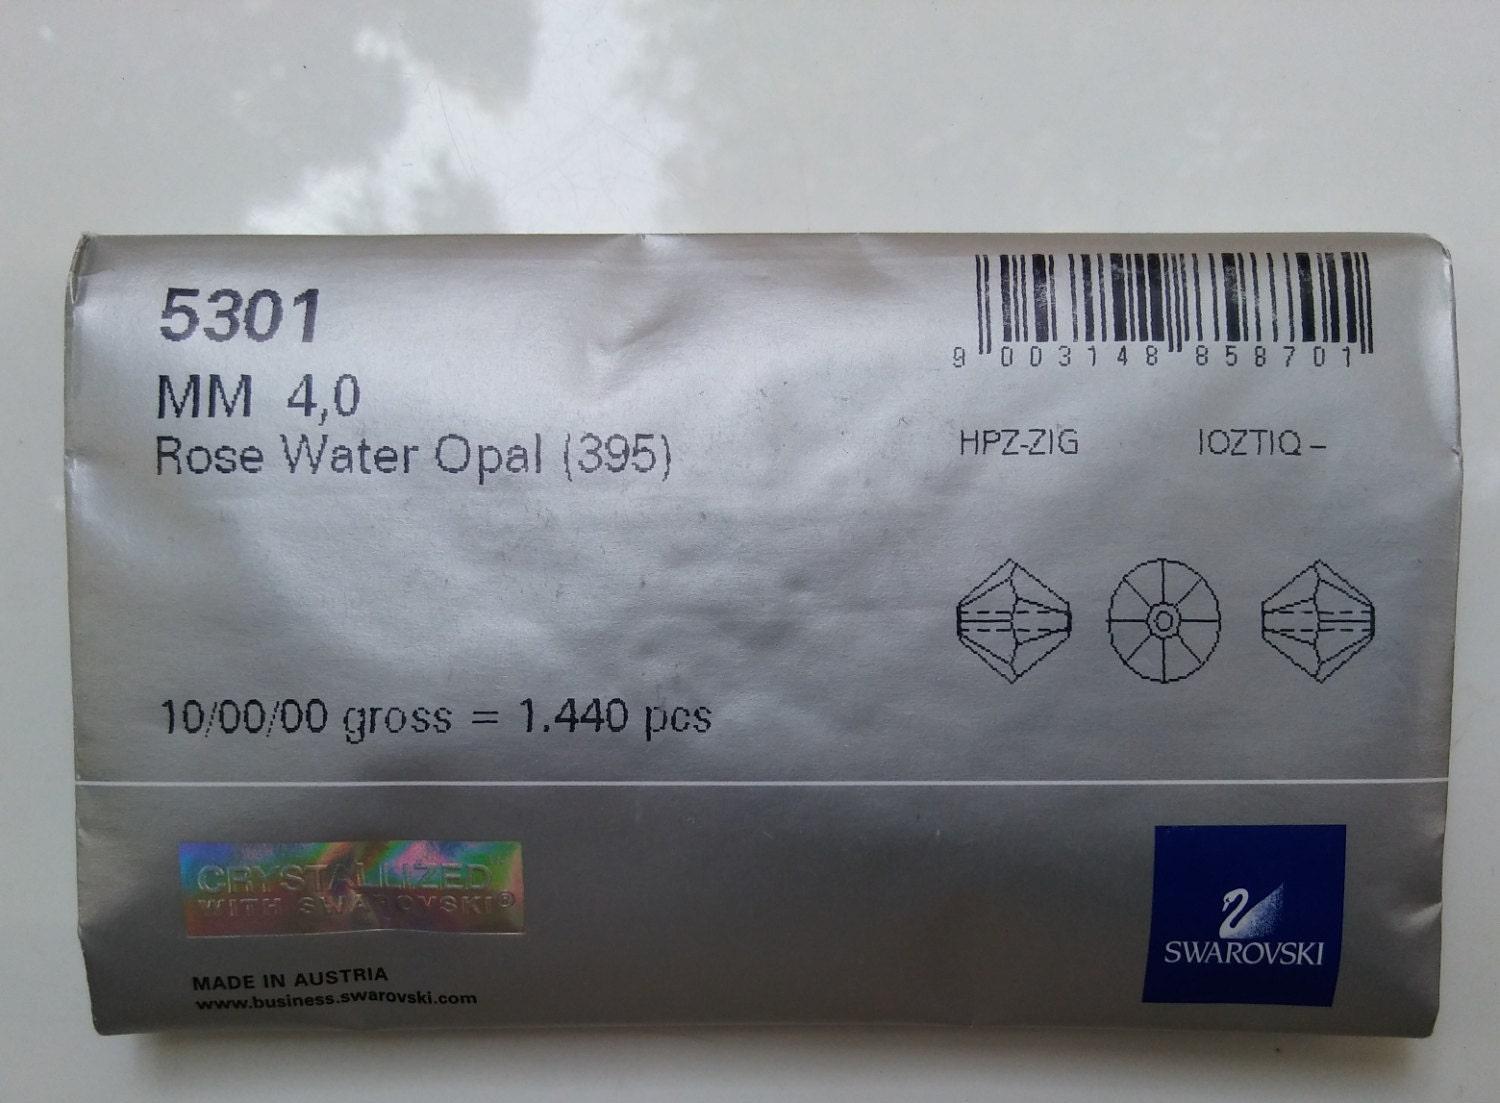 5301
MM 4,0
Rose Water Opal (395)
9 003148 858701
HPZ-ZIG IOZTIQ –
10/00/00 gross = 1.440 pcs
CRYSTALLIZED
WITH SWAROVSKI®
MADE IN AUSTRIA
www.business.swarovski.com
SWAROVSKI